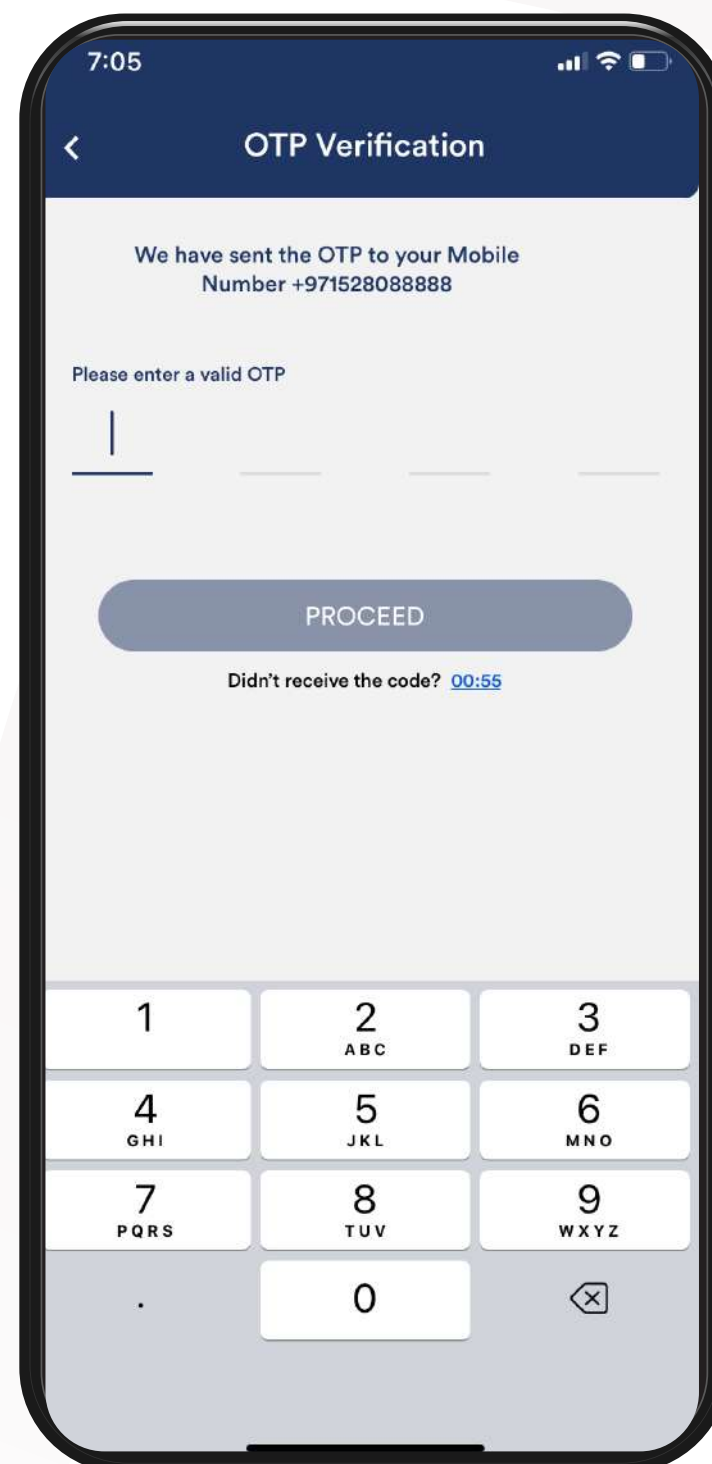 7:05
OTP Verification
We have sent the OTP to your Mobile
Number +971528088888
Please enter a valid OTP
PROCEED
Didn't receive the code? 00:55
1 2 3
ABC DEF
4 5 6
GHI JKL MNO
7 8 9
PQRS TUV WXYZ
. 0